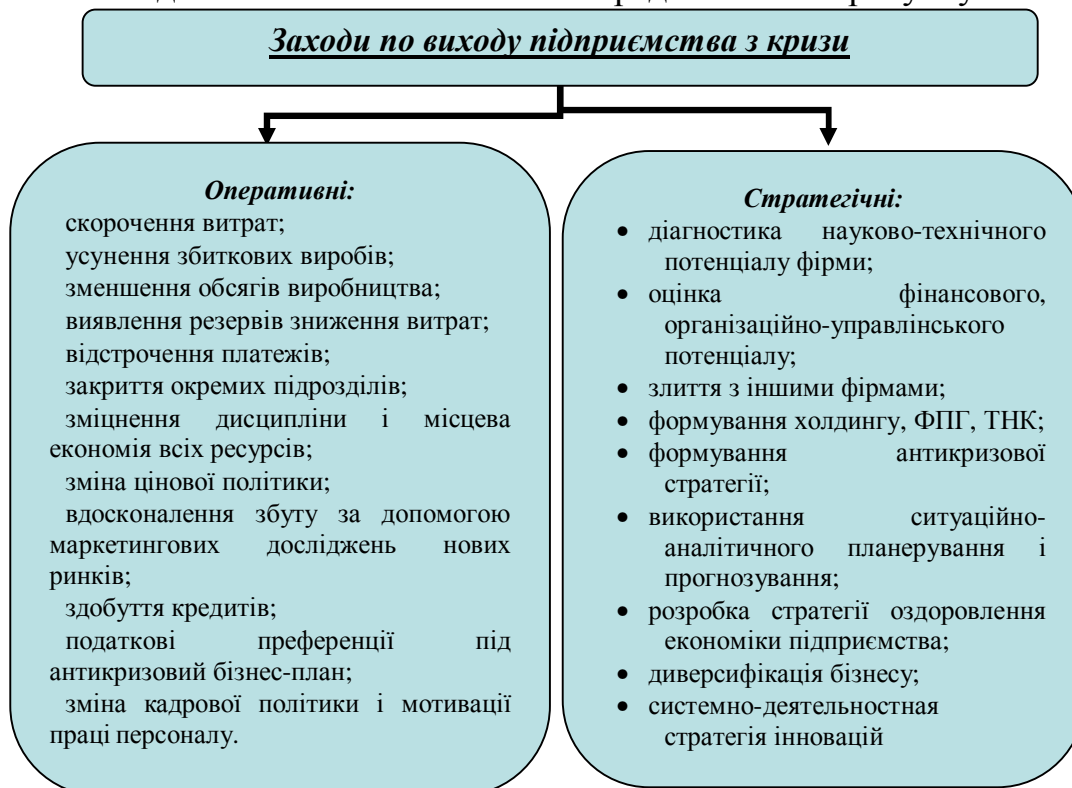 Заходи по виходу підприємства з кризи
Оперативні:
скорочення витрат;
усунення збиткових виробів;
зменшення обсягів виробництва;
виявлення резервів зниження витрат;
відстрочення платежів;
закриття окремих підрозділів;
зміцнення дисципліни і місцева
економія всіх ресурсів;
зміна цінової політики;
вдосконалення збуту за допомогою
маркетингових досліджень нових
ринків;
здобуття кредитів;
податкові преференції під
антикризовий бізнес-план;
зміна кадрової політики і мотивації
праці персоналу.
Стратегічні:
• діагностика науково-технічного
потенціалу фірми;
• оцінка фінансового,
організаційно-управлінського
потенціалу;
• злиття з іншими фірмами;
• формування холдингу, ФПГ, ТНК;
• формування антикризової
стратегії;
• використання ситуаційно-
аналітичного планерування і
прогнозування;
• розробка стратегії оздоровлення
економіки підприємства;
• диверсифікація бізнесу;
• системно-деятельностная
стратегія інновацій